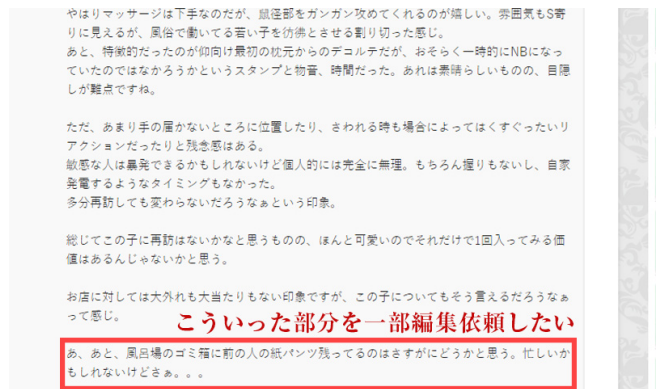 やはりマッサージは下手なのだが、鼠径部をガンガン攻めてくれるのが嬉しい。雰囲気もS寄
りに見えるが、風俗で働いてる若い子を彷彿とさせる割り切った感じ。
あと、特徴的だったのが仰向け最初の枕元からのデコルテだが、おそらく一時的にNBになっ
ていたのではなかろうかというスタンプと物音、時間だった。あれは素晴らしいものの、目隠
しが難点ですね。
ただ、あまり手の届かないところに位置したり、さわれる時も場合によってはくすぐったいリ
アクションだったりと残念感はある。
敏感な人は暴発できるかもしれないけど個人的には完全に無理。もちろん握りもないし、自家
発電するようなタイミングもなかった。
多分再訪しても変わらないだろうなぁという印象。
総じてこの子に再訪はないかなと思うものの、ほんと可愛いのでそれだけで1回入ってみる価
値はあるんじゃないかと思う。
お店に対しては大外れも大当たりもない印象ですが、この子についてもそう言えるだろうなぁ
って感じ。
こういった部分を一部編集依頼したい
あ、あと、風呂場のゴミ箱に前の人の紙パンツ残ってるのはさすがにどうかと思う。忙しいか
もしれないけどさぁ。。。